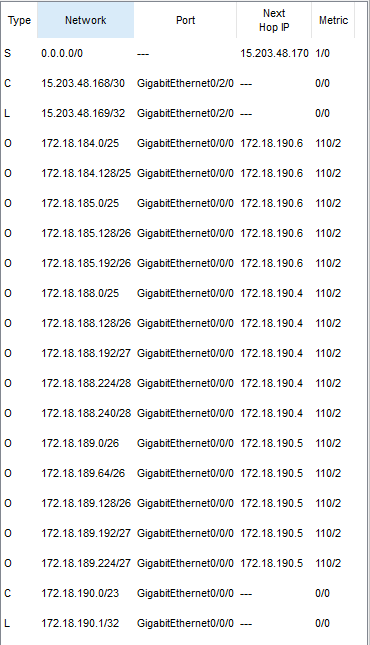 Type Network Port Next Hop IP Metric
S 0.0.0.0/0 --- 15.203.48.170 1/0
C 15.203.48.168/30 GigabitEthernet0/2/0 --- 0/0
L 15.203.48.169/32 GigabitEthernet0/2/0 --- 0/0
O 172.18.184.0/25 GigabitEthernet0/0/0 172.18.190.6 110/2
O 172.18.184.128/25 GigabitEthernet0/0/0 172.18.190.6 110/2
O 172.18.185.0/25 GigabitEthernet0/0/0 172.18.190.6 110/2
O 172.18.185.128/26 GigabitEthernet0/0/0 172.18.190.6 110/2
O 172.18.185.192/26 GigabitEthernet0/0/0 172.18.190.6 110/2
O 172.18.188.0/25 GigabitEthernet0/0/0 172.18.190.4 110/2
O 172.18.188.128/26 GigabitEthernet0/0/0 172.18.190.4 110/2
O 172.18.188.192/27 GigabitEthernet0/0/0 172.18.190.4 110/2
O 172.18.188.224/28 GigabitEthernet0/0/0 172.18.190.4 110/2
O 172.18.188.240/28 GigabitEthernet0/0/0 172.18.190.4 110/2
O 172.18.189.0/26 GigabitEthernet0/0/0 172.18.190.5 110/2
O 172.18.189.64/26 GigabitEthernet0/0/0 172.18.190.5 110/2
O 172.18.189.128/26 GigabitEthernet0/0/0 172.18.190.5 110/2
O 172.18.189.192/27 GigabitEthernet0/0/0 172.18.190.5 110/2
O 172.18.189.224/27 GigabitEthernet0/0/0 172.18.190.5 110/2
C 172.18.190.0/23 GigabitEthernet0/0/0 --- 0/0
L 172.18.190.1/32 GigabitEthernet0/0/0 --- 0/0